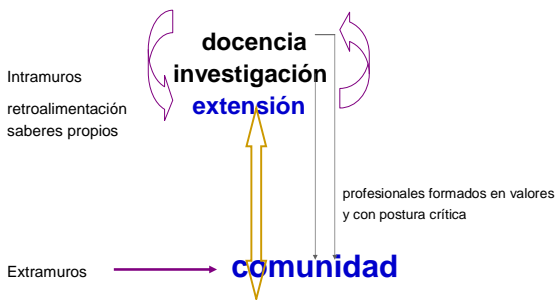 docencia
investigación
extensión
Intramuros
retroalimentación
saberes propios
profesionales formados en valores
y con postura crítica
Extramuros
comunidad